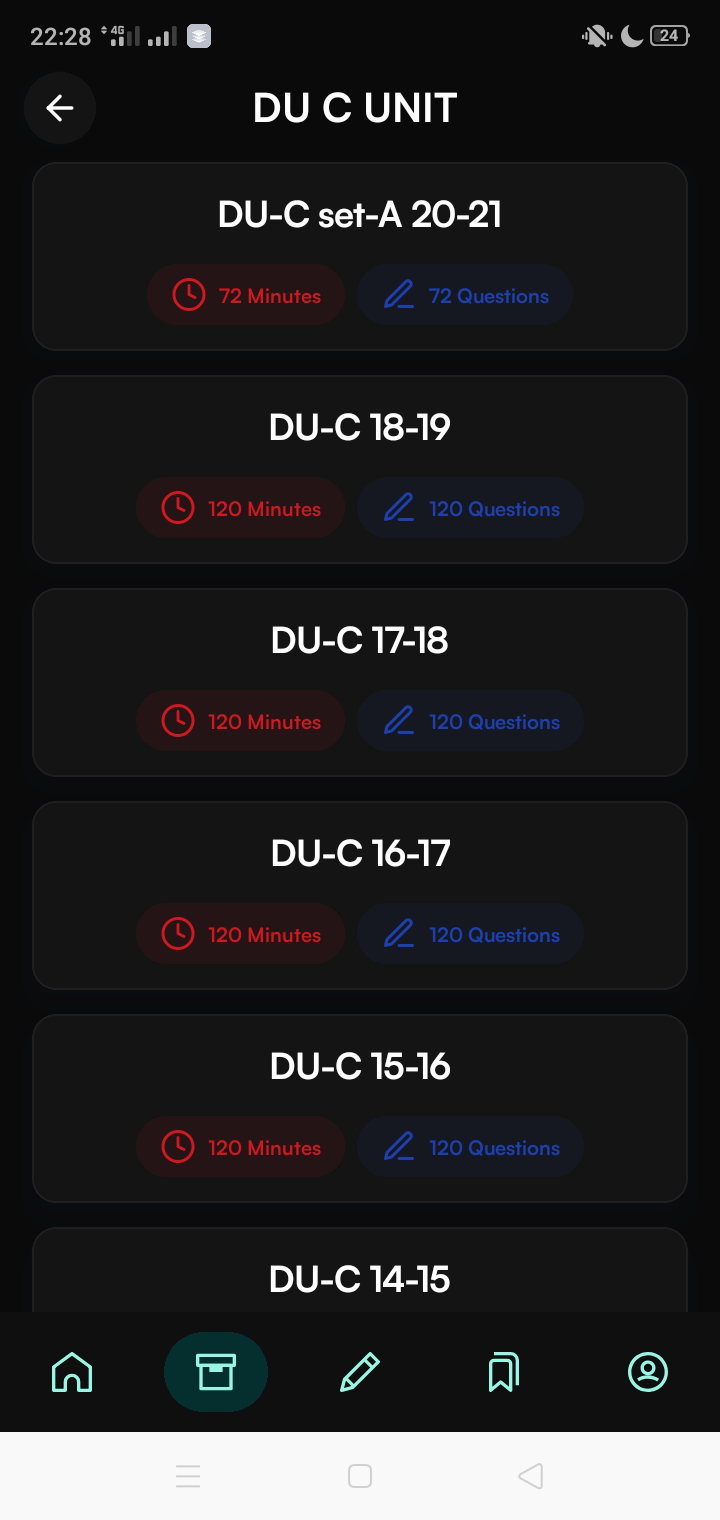 22:28 4G 24
DU C UNIT
DU-C set-A 20-21
72 Minutes 72 Questions
DU-C 18-19
120 Minutes 120 Questions
DU-C 17-18
120 Minutes 120 Questions
DU-C 16-17
120 Minutes 120 Questions
DU-C 15-16
120 Minutes 120 Questions
DU-C 14-15